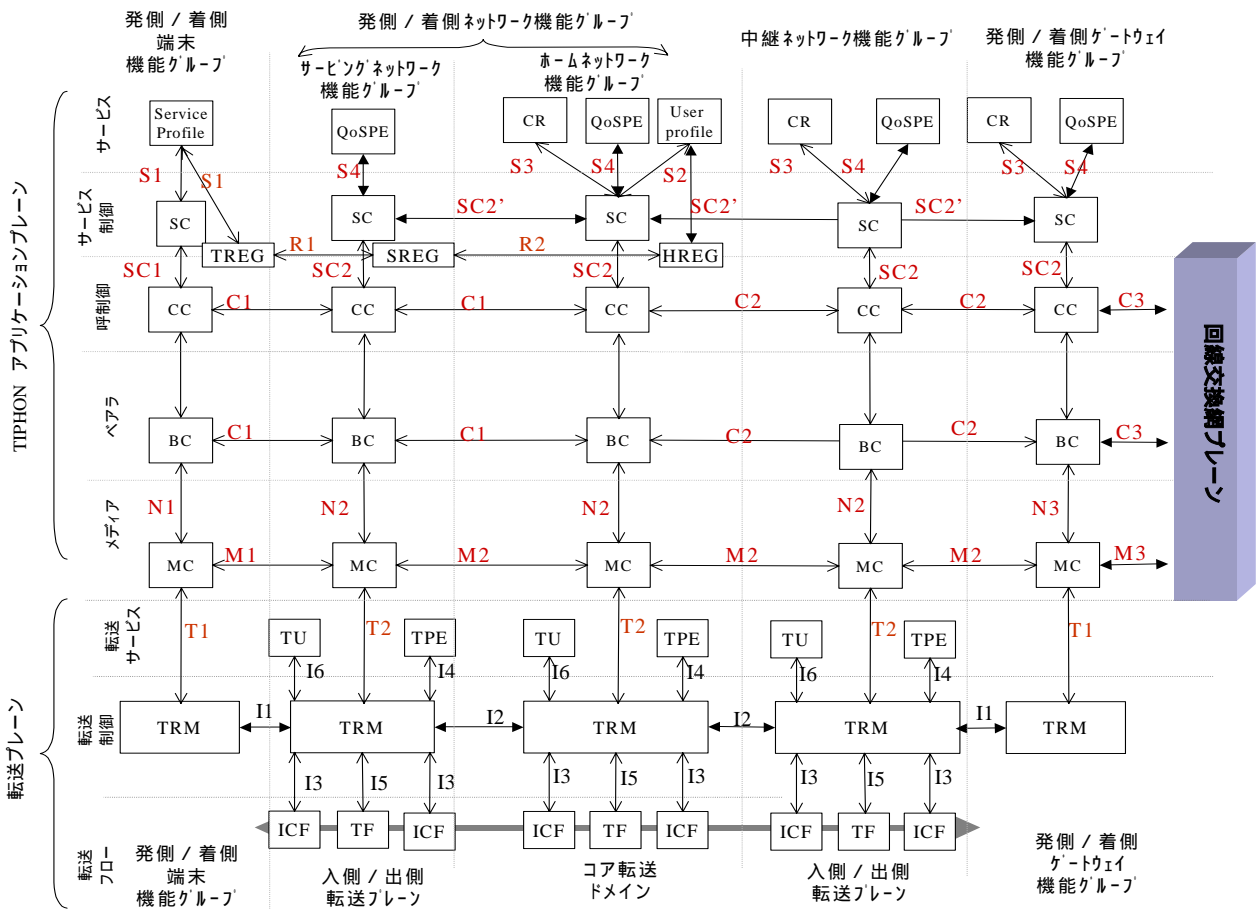 発側 / 着側
端末
機能グループ
発側 / 着側ネットワーク機能グループ
サービングネットワーク
機能グループ
ホームネットワーク
機能グループ
中継ネットワーク機能グループ
発側 / 着側ゲートウェイ
機能グループ
TIPHON アプリケーションプレーン
サービス
Service
Profile
QoSPE
CR
QoSPE
User
profile
CR
QoSPE
CR
QoSPE
S1
S1
S4
S3
S4
S2
S3
S4
S3
S4
サービス
制御
SC
SC
SC2’
SC
SC2’
SC
SC2’
SC
TREG
R1
SREG
R2
HREG
SC1
SC2
SC2
SC2
SC2
呼制御
CC
C1
CC
C1
CC
C2
CC
C2
CC
C3
回線交換網プレーン
ベアラ
BC
C1
BC
C1
BC
C2
BC
C2
BC
C3
メディア
N1
N2
N2
N2
N3
MC
M1
MC
M2
MC
M2
MC
M2
MC
M3
転送プレーン
転送
サービス
T1
TU
T2
TPE
TU
T2
TPE
TU
T2
TPE
T1
I6
I4
I6
I4
I6
I4
転送
制御
TRM
I1
TRM
I2
TRM
I2
TRM
I1
TRM
I3
I5
I3
I3
I5
I3
I3
I5
I3
転送
フロー
ICF
TF
ICF
ICF
TF
ICF
ICF
TF
ICF
発側 / 着側
端末
機能グループ
入側 / 出側
転送プレーン
コア転送
ドメイン
入側 / 出側
転送プレーン
発側 / 着側
ゲートウェイ
機能グループ